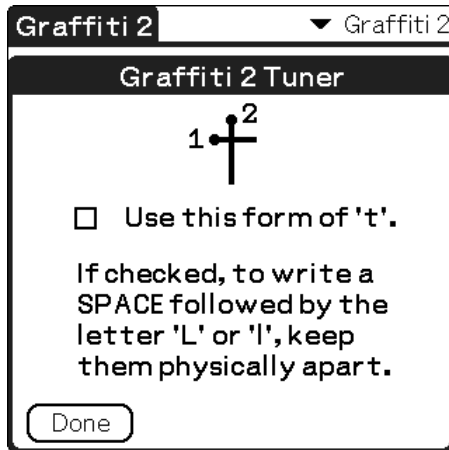 Graffiti 2 Graffiti 2
Graffiti 2 Tuner
2
1
Use this form of 't'.
If checked, to write a
SPACE followed by the
letter 'L' or 'l', keep
them physically apart.
Done